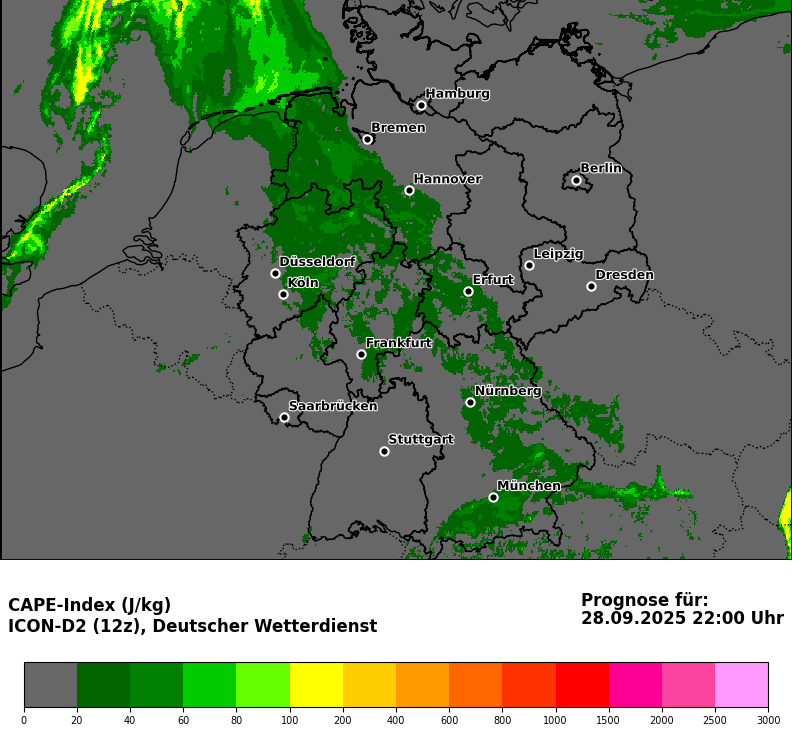 Hamburg
Bremen
Berlin
Hannover
Leipzig
Düsseldorf
Dresden
Erfurt
Köln
Frankfurt
Nürnberg
Saarbrücken
Stuttgart
München
CAPE-Index (J/kg)
ICON-D2 (12z), Deutscher Wetterdienst
Prognose für:
28.09.2025 22:00 Uhr
0 20 40 60 80 100 200 400 600 800 1000 1500 2000 2500 3000